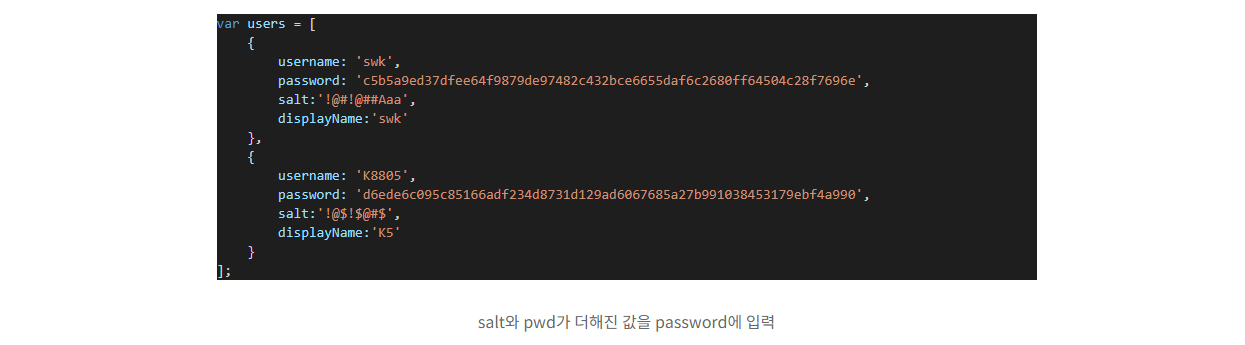 var users = [
{
username: 'swk',
password: 'c5b5a9ed37dfee64f9879de97482c432bce6655daf6c2680ff64504c28f7696e',
salt:'!@#!@##Aaa',
displayName:'swk'
},
{
username: 'K8805',
password: 'd6ede6c095c85166adf234d8731d129ad6067685a27b991038453179ebf4a990',
salt:'!@$!$@#$',
displayName:'K5'
}
];
salt와 pwd가 더해진 값을 password에 입력